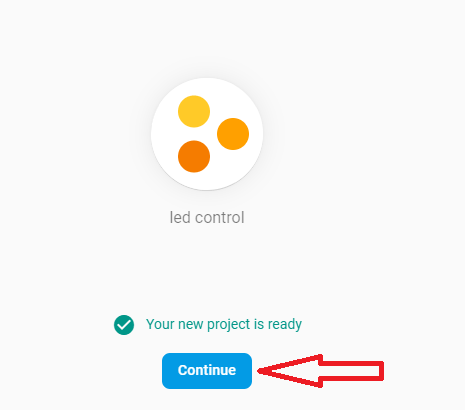 led control
Your new project is ready
Continue